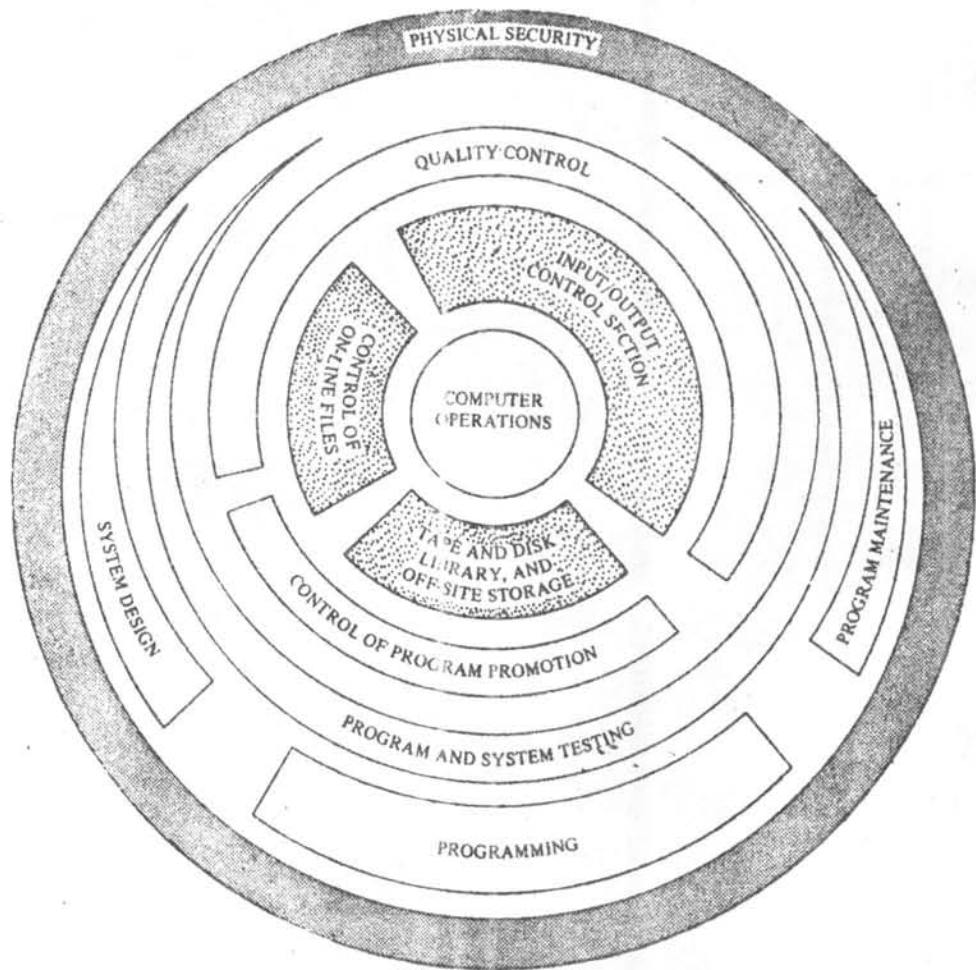 PHYSICAL SECURITY
QUALITY CONTROL
INPUT/OUTPUT
CONTROL SECTION
CONTROL OF
ON-LINE FILES
COMPUTER
OPERATIONS
TAPE AND DISK
LIBRARY, AND
OFF-SITE STORAGE
CONTROL OF PROGRAM PROMOTION
SYSTEM DESIGN
PROGRAM MAINTENANCE
PROGRAM AND SYSTEM TESTING
PROGRAMMING